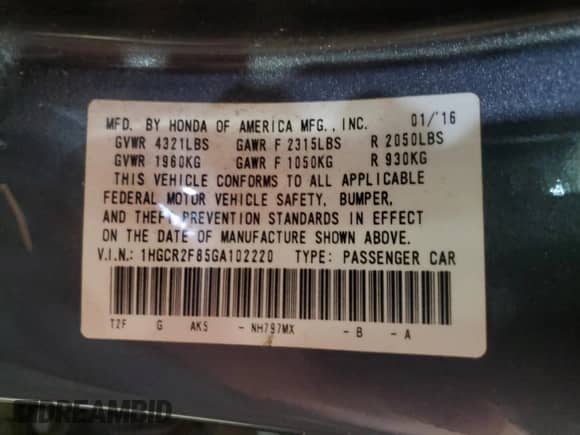 MFD. BY HONDA OF AMERICA MFG., INC. 01/'16
GVWR 4321LBS GAWR F 2315LBS R 2050LBS
GVWR 1960KG GAWR F 1050KG R 930KG
THIS VEHICLE CONFORMS TO ALL APPLICABLE
FEDERAL MOTOR VEHICLE SAFETY, BUMPER,
AND THEFT PREVENTION STANDARDS IN EFFECT
ON THE DATE OF MANUFACTURE SHOWN ABOVE.
V.I.N.: 1HGCR2F85GA102220 TYPE: PASSENGER CAR
T2F G AK5 - NH797MX - B - A
DREAMBID